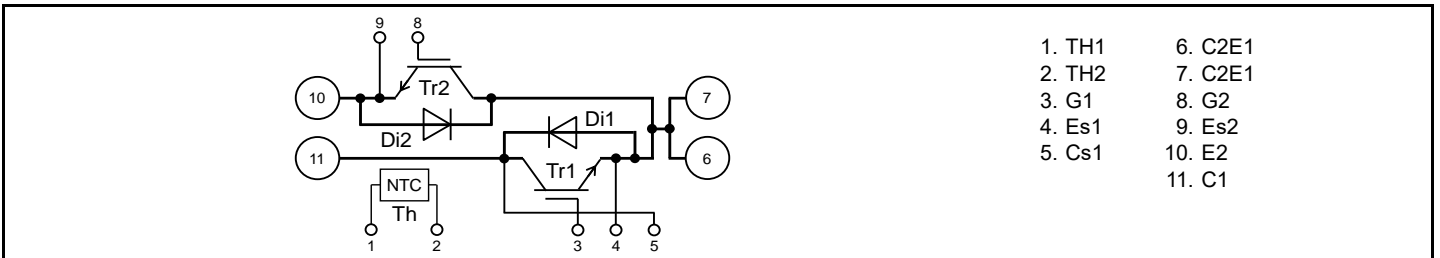 9 8
10
Tr2
7
Di2
Di1
11
Tr1
6
NTC
Th
1 2 3 4 5
1. TH1 6. C2E1
2. TH2 7. C2E1
3. G1 8. G2
4. Es1 9. Es2
5. Cs1 10. E2
11. C1